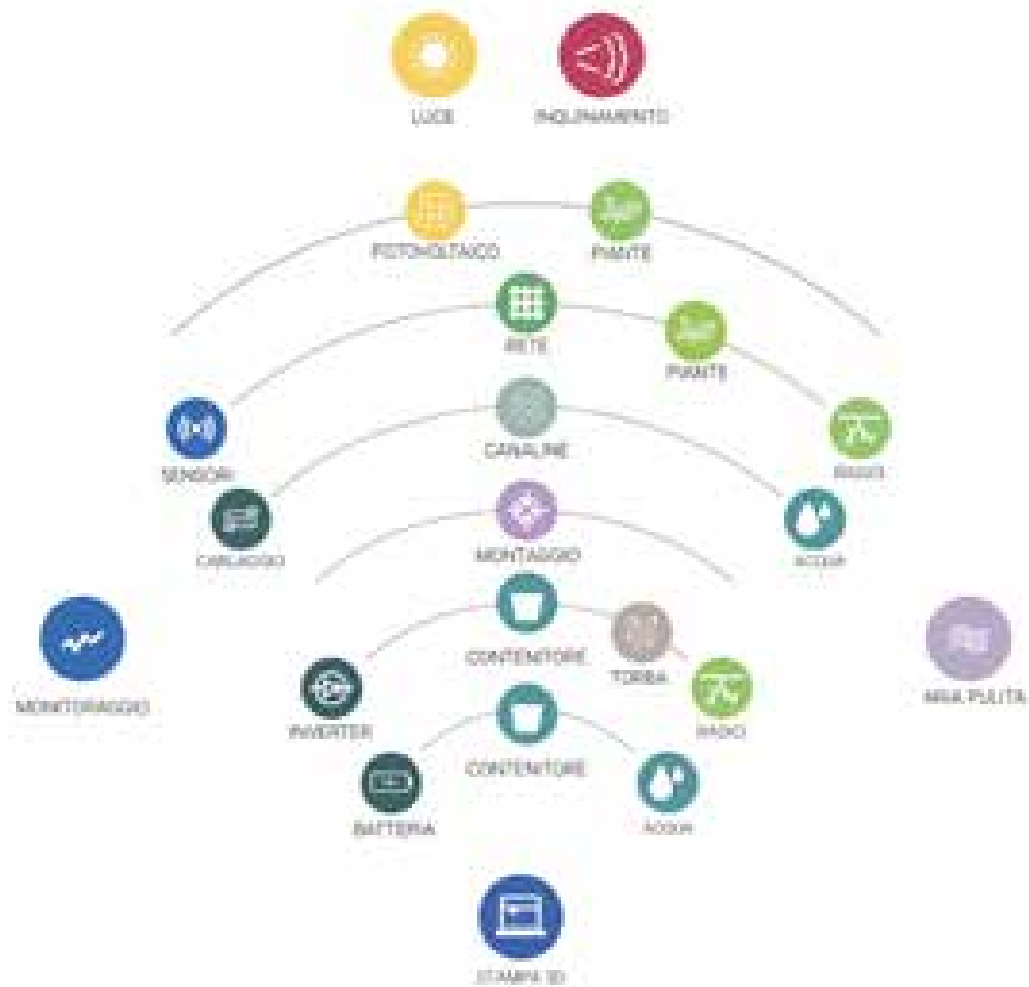 LUCE
INQUINAMENTO
FOTOVOLTAICO
PIANTE
RETE
PIANTE
SENSORI
CANALINE
RADICI
CABLAGGIO
MONTAGGIO
ACQUA
CONTENITORE
TORBA
MONITORAGGIO
INVERTER
RADICI
ARIA PULITA
CONTENITORE
BATTERIA
ACQUA
STAMPA 3D